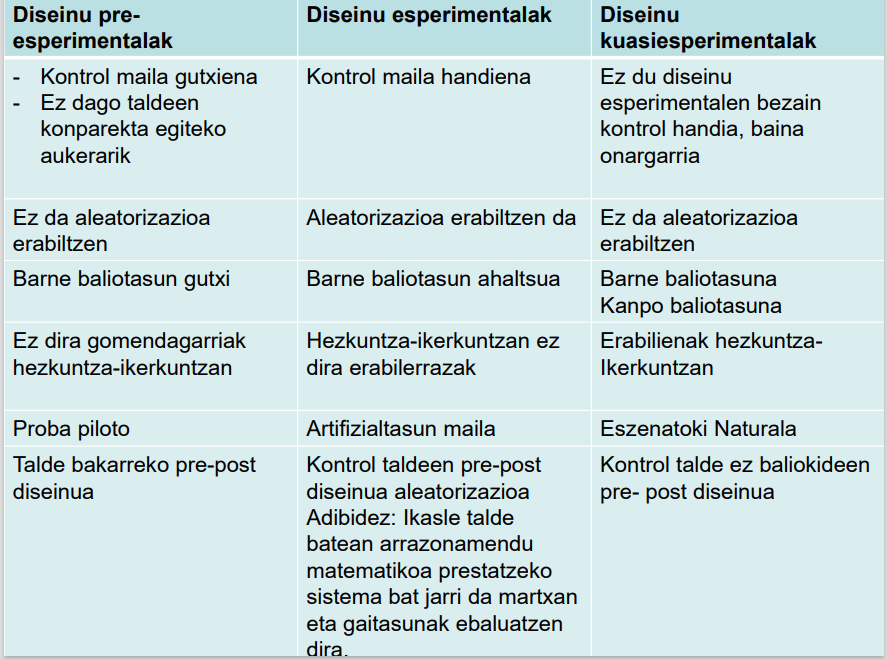 Diseinu pre-
esperimentalak
Diseinu esperimentalak
Diseinu
kuasiesperimentalak
- Kontrol maila gutxiena
- Ez dago taldeen
konparekta egiteko
aukerarik
Kontrol maila handiena
Ez du diseinu
esperimentalen bezain
kontrol handia, baina
onargarria
Ez da aleatorizazioa
erabiltzen
Aleatorizazioa erabiltzen da
Ez da aleatorizazioa
erabiltzen
Barne baliotasun gutxi
Barne baliotasun ahaltsua
Barne baliotasuna
Kanpo baliotasuna
Ez dira gomendagarriak
hezkuntza-ikerkuntzan
Hezkuntza-ikerkuntzan ez
dira erabilerrazak
Erabilienak hezkuntza-
Ikerkuntzan
Proba piloto
Artifizialtasun maila
Eszenatoki Naturala
Talde bakarreko pre-post
diseinua
Kontrol taldeen pre-post
diseinua aleatorizazioa
Adibidez: Ikasle talde
batean arrazonamendu
matematikoa prestatzeko
sistema bat jarri da martxan
eta gaitasunak ebaluatzen
dira.
Kontrol talde ez baliokideen
pre- post diseinua